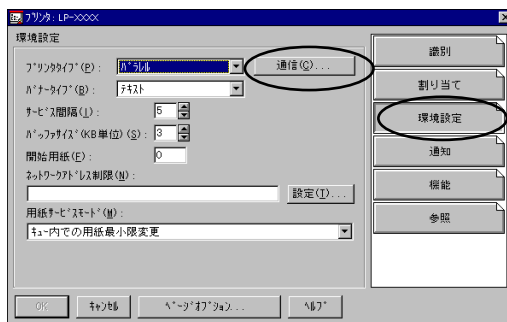 プリンタ: LP-XXXX
環境設定
プリンタタイプ(P): パラレル 通信(C)...
バナータイプ(B): テキスト
サービス間隔(I): 5
バッファサイズ(KB単位)(S): 3
開始用紙(F): 0
ネットワークアドレス制限(N):
設定(T)...
用紙サービスモード(M):
キュー内での用紙最小限変更
識別
割り当て
環境設定
通知
機能
参照
OK キャンセル ページオプション... ヘルプ